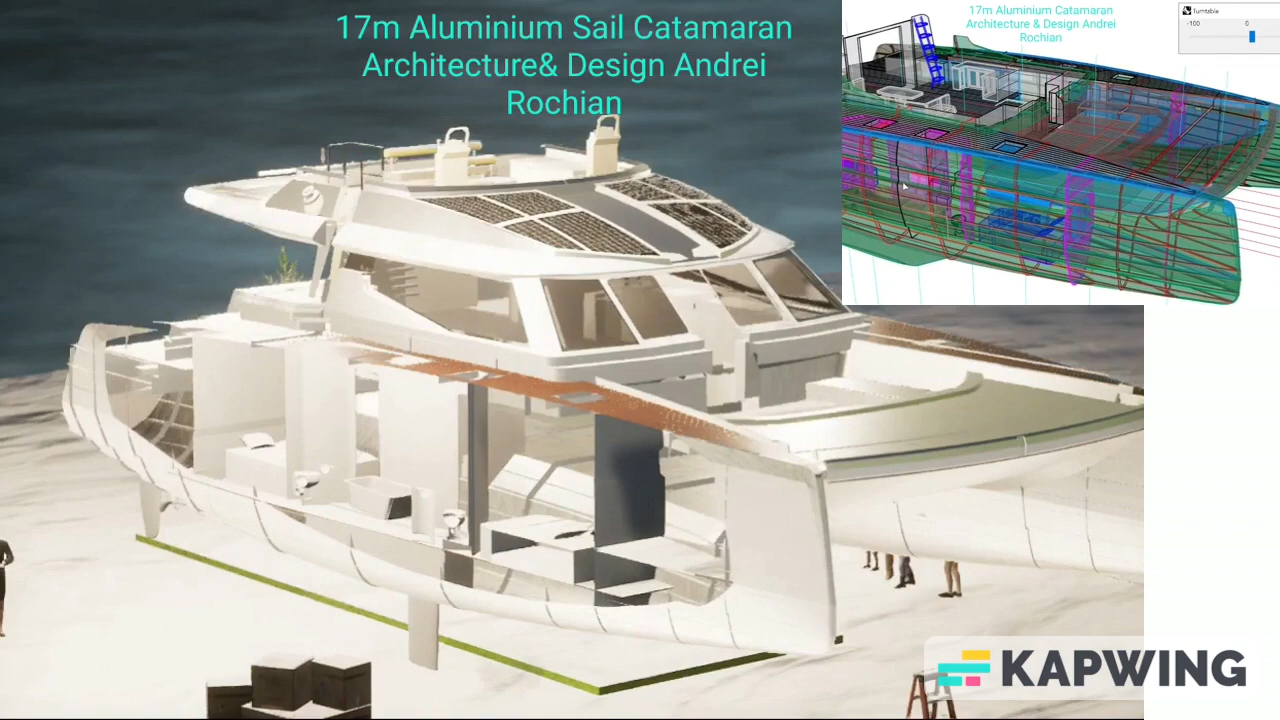 17m Aluminium Sail Catamaran
Architecture& Design Andrei
Rochian
17m Aluminium Catamaran
Architecture & Design Andrei
Rochian
Turntable
-100 0
KAPWING